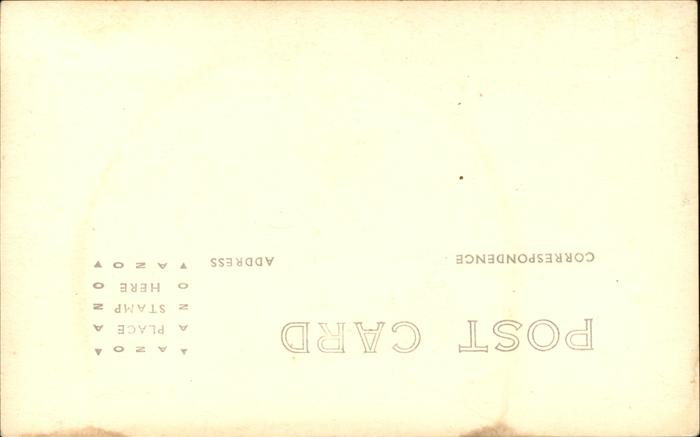 POST CARD
CORRESPONDENCE
ADDRESS
▼ A Z O ▲
A PLACE A
Z STAMP Z
O HERE O
▲ A Z O ▼